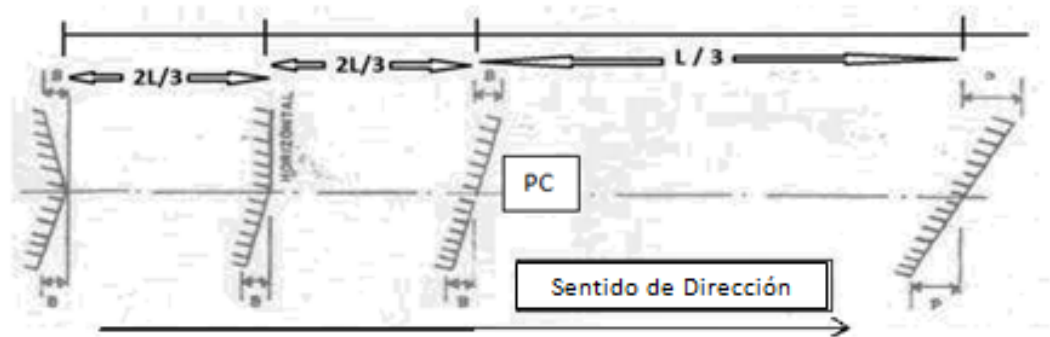 2L/3
2L/3
L / 3
B
B
P
HORIZONTAL
PC
B
B
B
P
Sentido de Dirección